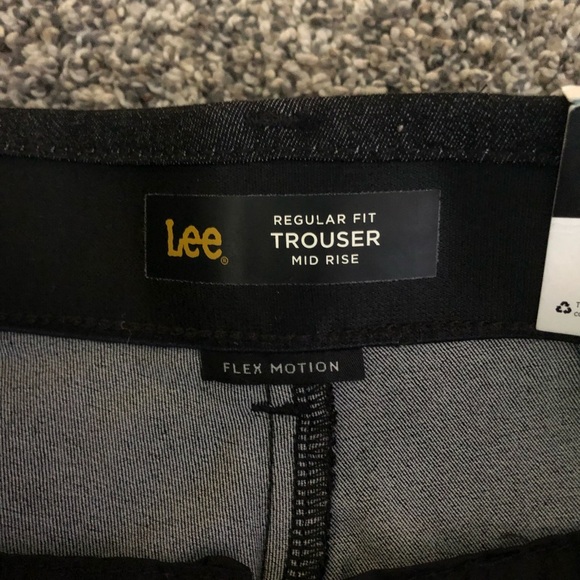 Lee®
REGULAR FIT
TROUSER
MID RISE
FLEX MOTION